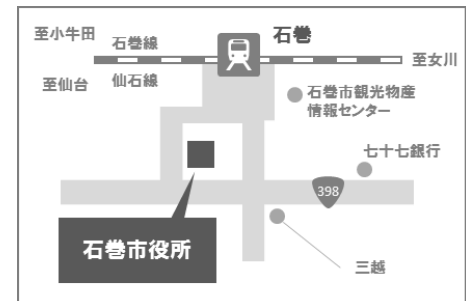 至小牛田
石巻線
石巻
至女川
至仙台
仙石線
石巻市観光物産
情報センター
七十七銀行
398
石巻市役所
三越